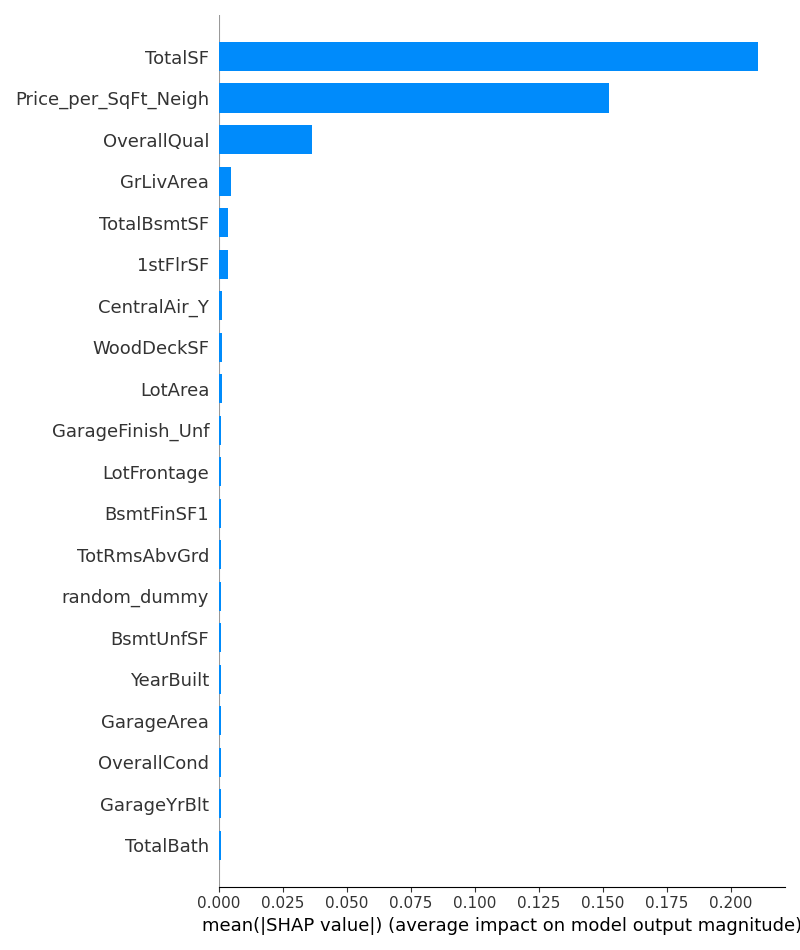 TotalSF
Price_per_SqFt_Neigh
OverallQual
GrLivArea
TotalBsmtSF
1stFlrSF
CentralAir_Y
WoodDeckSF
LotArea
GarageFinish_Unf
LotFrontage
BsmtFinSF1
TotRmsAbvGrd
random_dummy
BsmtUnfSF
YearBuilt
GarageArea
OverallCond
GarageYrBlt
TotalBath
0.000 0.025 0.050 0.075 0.100 0.125 0.150 0.175 0.200
mean(|SHAP value|) (average impact on model output magnitude)